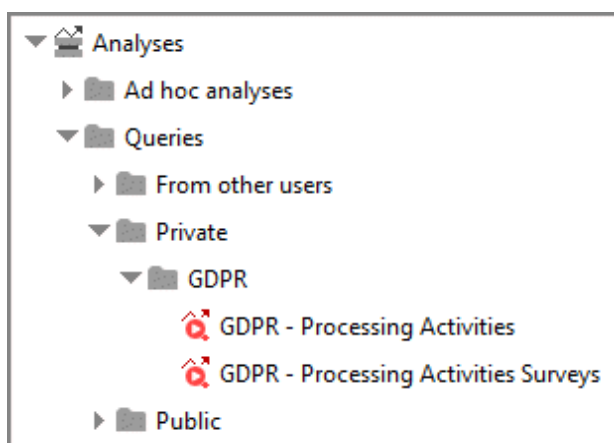 Analyses
Ad hoc analyses
Queries
From other users
Private
GDPR
GDPR - Processing Activities
GDPR - Processing Activities Surveys
Public